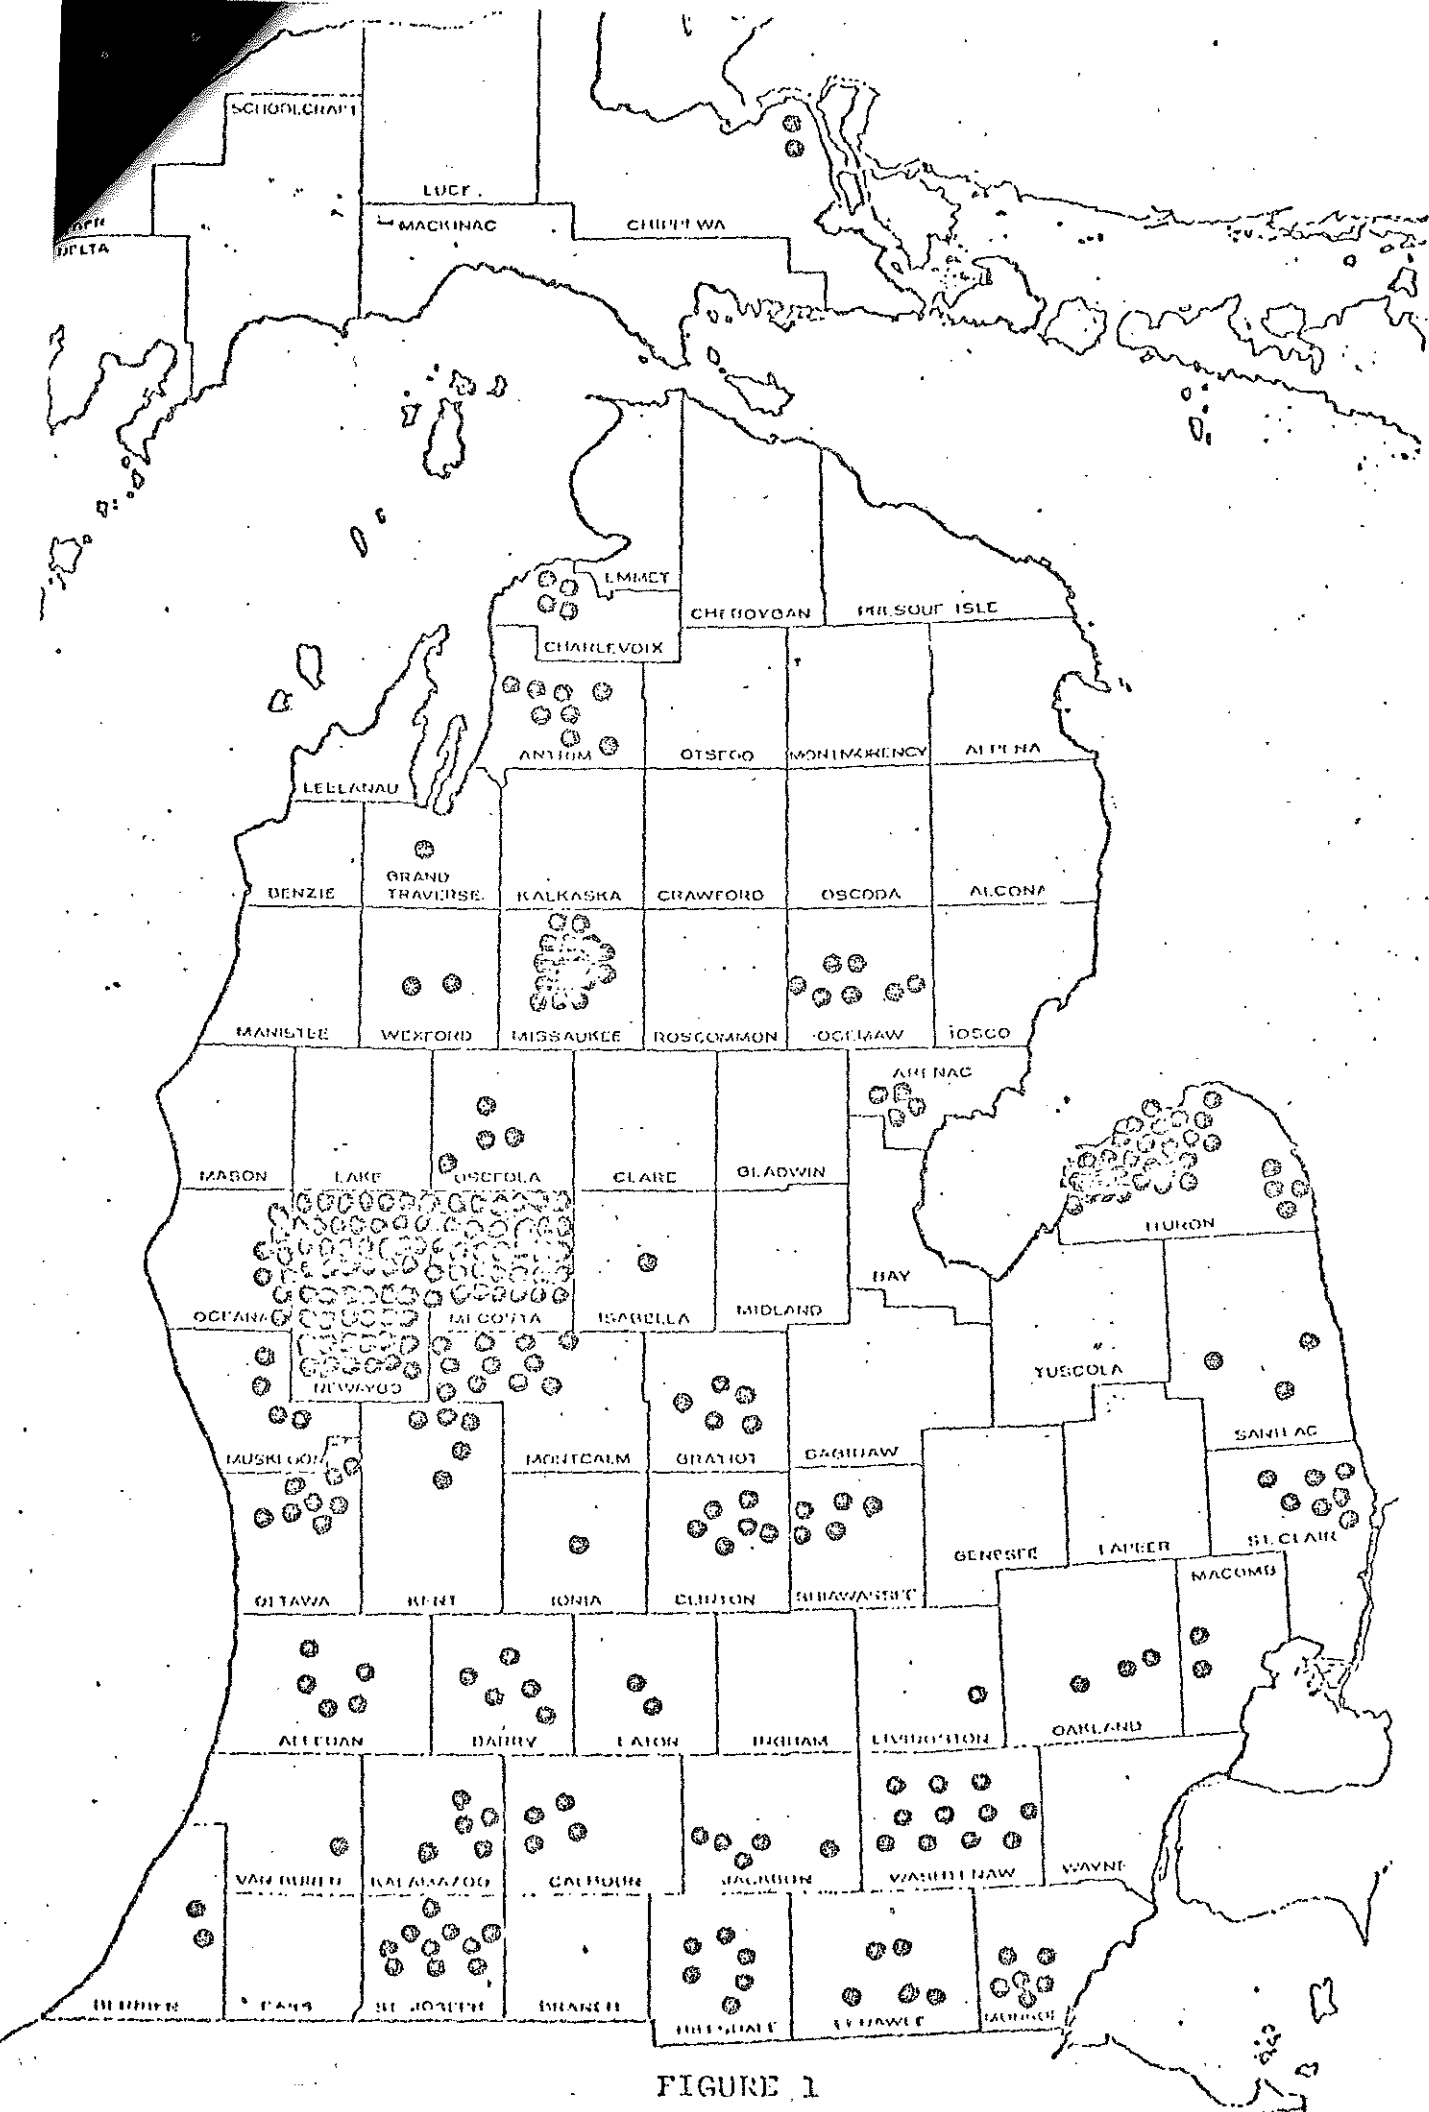 SCHOOLCRAFT
LUCE
MACKINAC
CHIPPEWA
DELTA
EMMET
CHEBOYGAN
PRESQUE ISLE
CHARLEVOIX
ANTRIM
OTSEGO
MONTMORENCY
ALPENA
LEELANAU
BENZIE
GRAND
TRAVERSE
KALKASKA
CRAWFORD
OSCODA
ALCONA
MANISTEE
WEXFORD
MISSAUKEE
ROSCOMMON
OGEMAW
IOSCO
ARENAC
MASON
LAKE
OSCEOLA
CLARE
GLADWIN
HURON
BAY
OCEANA
MECOSTA
ISABELLA
MIDLAND
NEWAYGO
TUSCOLA
SANILAC
MUSKEGON
MONTCALM
GRATIOT
SAGINAW
GENESEE
LAPEER
ST. CLAIR
MACOMB
OTTAWA
KENT
IONIA
CLINTON
SHIAWASSEE
ALLEGAN
BARRY
EATON
INGHAM
LIVINGSTON
OAKLAND
VAN BUREN
KALAMAZOO
CALHOUN
JACKSON
WASHTENAW
WAYNE
BERRIEN
CASS
ST. JOSEPH
BRANCH
HILLSDALE
LENAWEE
MONROE
FIGURE 1